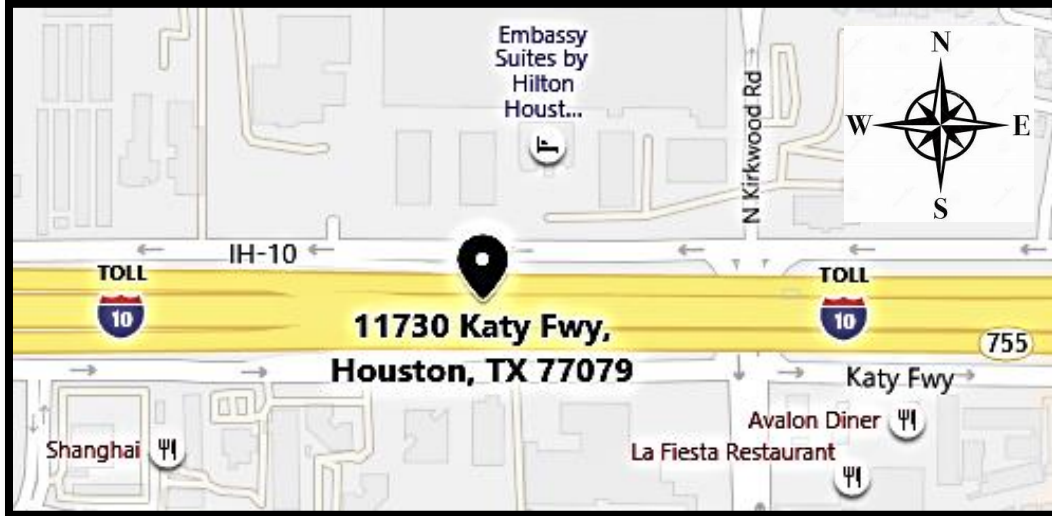 Embassy
Suites by
Hilton
Houst...
N Kirkwood Rd
N
W
E
S
IH-10
TOLL
10
TOLL
10
11730 Katy Fwy,
Houston, TX 77079
755
Katy Fwy
Avalon Diner
Shanghai
La Fiesta Restaurant